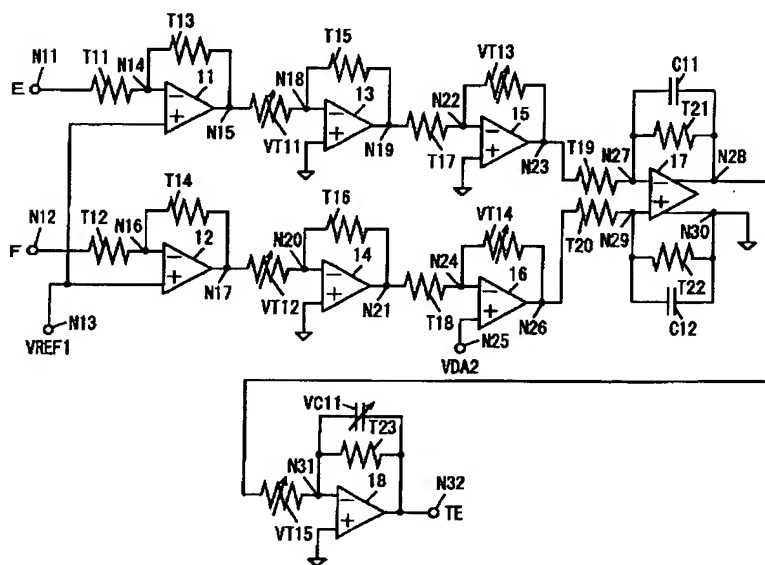 T13
N11 T11 N14
E
11
N15
T15
N18
13
VT11
N19
VT13
N22
15
T17
N23
C11
T21
T19 N27 17 N28
N12 T12 N16
T14
F
12
N17
T16
N20
14
VT12
N21
VT14
N24
16
T18
N25
N26
VDA2
T20
N29
N30
T22
C12
N13
VREF1
VC11
T23
N31
18
N32
VT15
TE